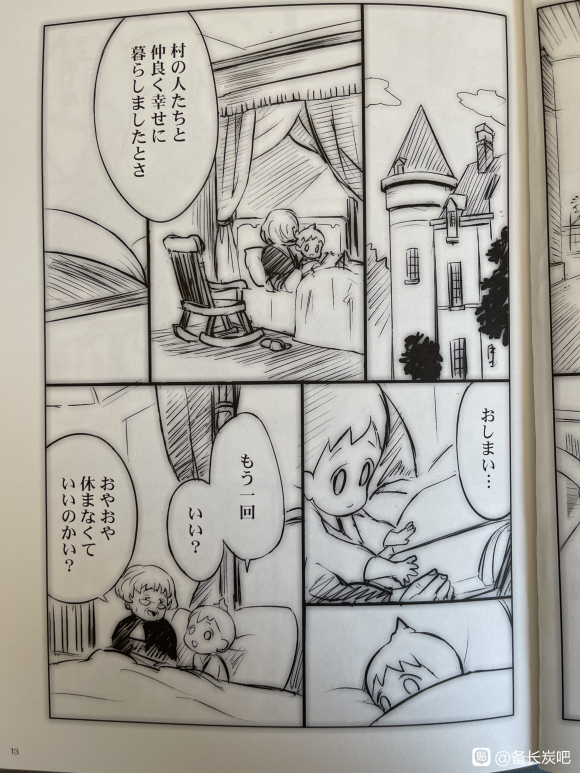 村の人たちと
仲良く幸せに
暮らしましたとさ
おしまい…
もう一回
いい？
おやおや
休まなくて
いいのかい？
13
貼 @备长炭吧